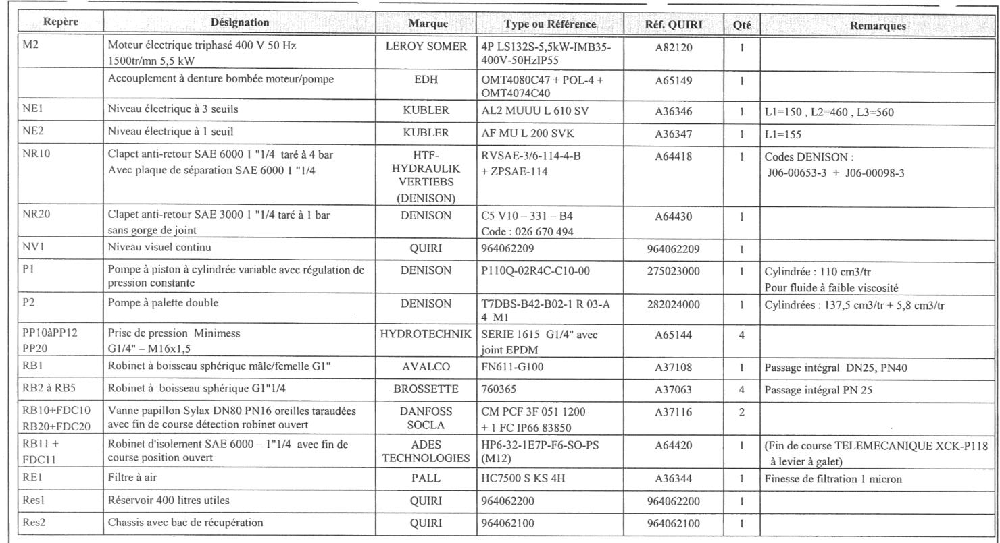 Repère Désignation Marque Type ou Référence Réf. QUIRI Qté Remarques
M2 Moteur électrique triphasé 400 V 50 Hz LEROY SOMER 4P LS132S-5,5kW-IMB35- A82120 1
1500tr/mn 5,5 kW 400V-50HzIP55
Accouplement à denture bombée moteur/pompe EDH OMT4080C47 + POL-4 + A65149 1
OMT4074C40
NE1 Niveau électrique à 3 seuils KUBLER AL2 MUUU L 610 SV A36346 1 L1=150 , L2=460 , L3=560
NE2 Niveau électrique à 1 seuil KUBLER AF MU L 200 SVK A36347 1 L1=155
NR10 Clapet anti-retour SAE 6000 1 "1/4 taré à 4 bar HTF- RVSAE-3/6-114-4-B A64418 1 Codes DENISON :
Avec plaque de séparation SAE 6000 1 "1/4 HYDRAULIK + ZPSAE-114 J06-00653-3 + J06-00098-3
VERTIEBS
(DENISON)
NR20 Clapet anti-retour SAE 3000 1 "1/4 taré à 1 bar DENISON C5 V10 – 331 – B4 A64430 1
sans gorge de joint Code : 026 670 494
NV1 Niveau visuel continu QUIRI 964062209 964062209 1
P1 Pompe à piston à cylindrée variable avec régulation de DENISON P110Q-02R4C-C10-00 275023000 1 Cylindrée : 110 cm3/tr
pression constante Pour fluide à faible viscosité
P2 Pompe à palette double DENISON T7DBS-B42-B02-1 R 03-A 282024000 1 Cylindrées : 137,5 cm3/tr + 5,8 cm3/tr
4 M1
PP10àPP12 Prise de pression Minimess HYDROTECHNIK SERIE 1615 G1/4" avec A65144 4
PP20 G1/4" – M16x1,5 joint EPDM
RB1 Robinet à boisseau sphérique mâle/femelle G1" AVALCO FN611-G100 A37108 1 Passage intégral DN25, PN40
RB2 à RB5 Robinet à boisseau sphérique G1"1/4 BROSSETTE 760365 A37063 4 Passage intégral PN 25
RB10+FDC10 Vanne papillon Sylax DN80 PN16 oreilles taraudées DANFOSS CM PCF 3F 051 1200 A37116 2
RB20+FDC20 avec fin de course détection robinet ouvert SOCLA + 1 FC IP66 83850
RB11 + Robinet d'isolement SAE 6000 – 1"1/4 avec fin de ADES HP6-32-1E7P-F6-SO-PS A64420 1 (Fin de course TELEMECANIQUE XCK-P118
FDC11 course position ouvert TECHNOLOGIES (M12) à levier à galet)
RE1 Filtre à air PALL HC7500 S KS 4H A36344 1 Finesse de filtration 1 micron
Res1 Réservoir 400 litres utiles QUIRI 964062200 964062200 1
Res2 Chassis avec bac de récupération QUIRI 964062100 964062100 1